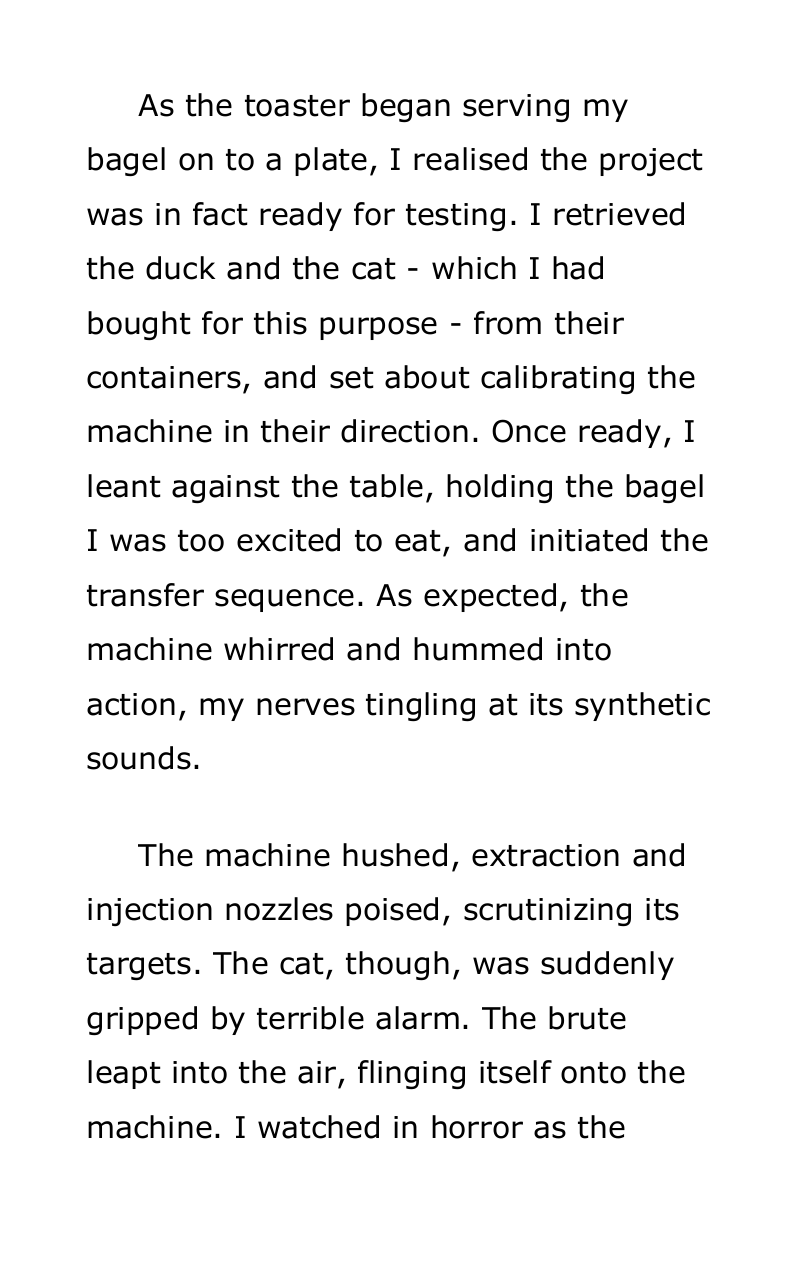 As the toaster began serving my
bagel on to a plate, I realised the project
was in fact ready for testing. I retrieved
the duck and the cat - which I had
bought for this purpose - from their
containers, and set about calibrating the
machine in their direction. Once ready, I
leant against the table, holding the bagel
I was too excited to eat, and initiated the
transfer sequence. As expected, the
machine whirred and hummed into
action, my nerves tingling at its synthetic
sounds.
The machine hushed, extraction and
injection nozzles poised, scrutinizing its
targets. The cat, though, was suddenly
gripped by terrible alarm. The brute
leapt into the air, flinging itself onto the
machine. I watched in horror as the